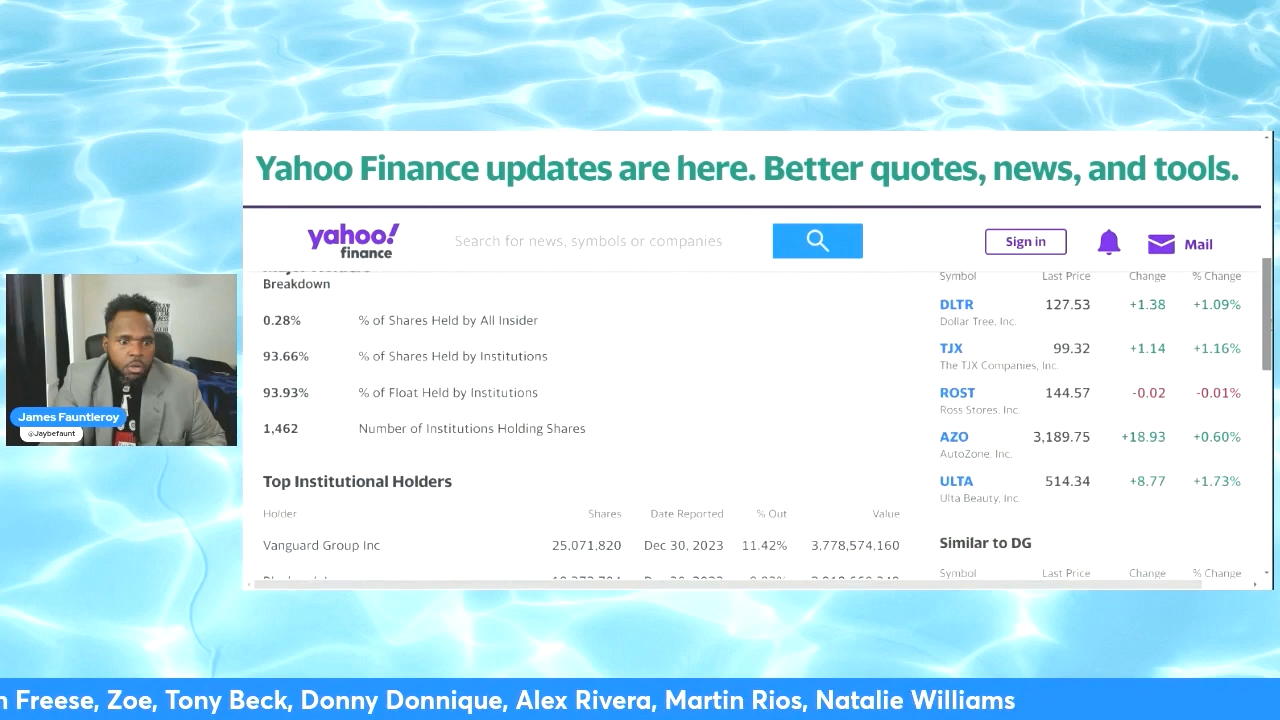 Yahoo Finance updates are here. Better quotes, news, and tools.
yahoo!
finance
Search for news, symbols or companies
Sign in
Mail
Breakdown
0.28% % of Shares Held by All Insider
93.66% % of Shares Held by Institutions
93.93% % of Float Held by Institutions
1,462 Number of Institutions Holding Shares
Top Institutional Holders
Holder Shares Date Reported % Out Value
Vanguard Group Inc 25,071,820 Dec 30, 2023 11.42% 3,778,574,160
Symbol Last Price Change % Change
DLTR 127.53 +1.38 +1.09%
Dollar Tree, Inc.
TJX 99.32 +1.14 +1.16%
The TJX Companies, Inc.
ROST 144.57 -0.02 -0.01%
Ross Stores, Inc.
AZO 3,189.75 +18.93 +0.60%
AutoZone, Inc.
ULTA 514.34 +8.77 +1.73%
Ulta Beauty, Inc.
Similar to DG
Symbol Last Price Change % Change
James Fauntleroy
@Jaybefaunt
Freese, Zoe, Tony Beck, Donny Donnique, Alex Rivera, Martin Rios, Natalie Williams